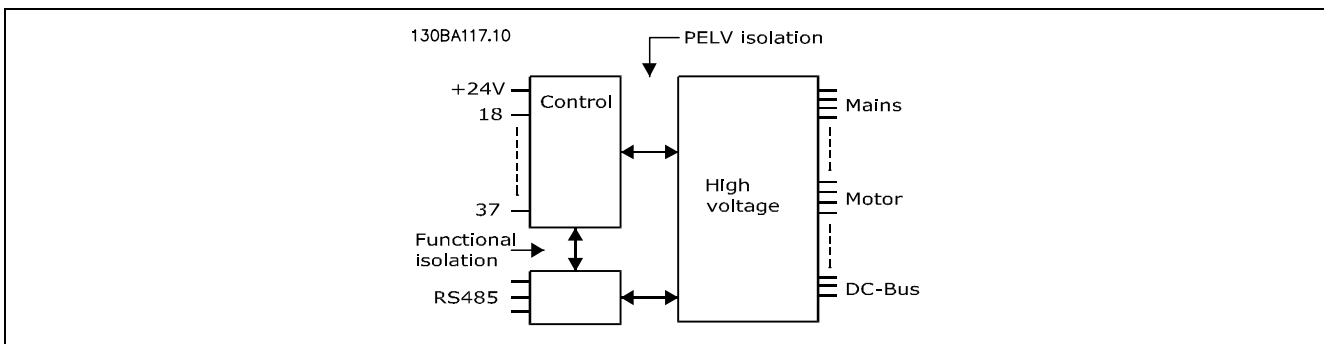 130BA117.10
PELV isolation
+24V
Control
18
Mains
High
voltage
Motor
37
Functional
isolation
RS485
DC-Bus